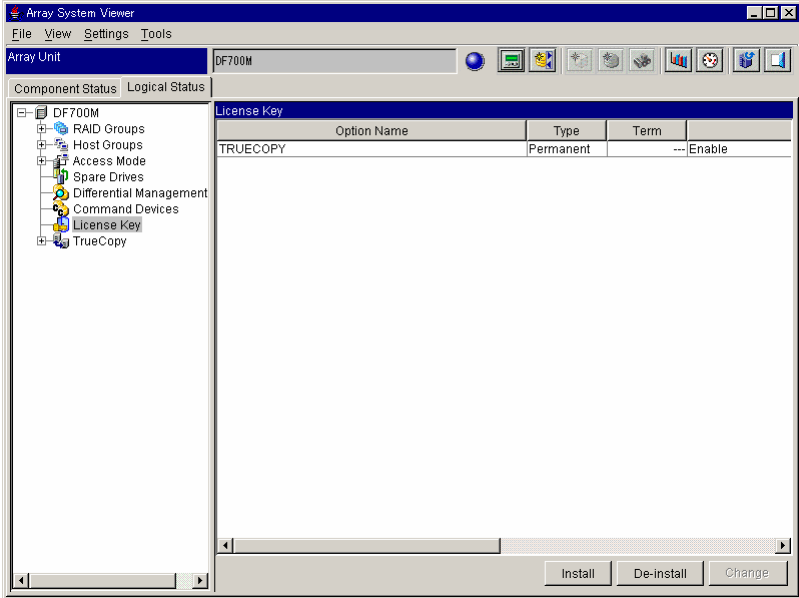 Array System Viewer
File View Settings Tools
Array Unit
DF700M
Component Status Logical Status
DF700M
RAID Groups
Host Groups
Access Mode
Spare Drives
Differential Management
Command Devices
License Key
TrueCopy
License Key
Option Name Type Term
TRUECOPY Permanent --- Enable
Install De-install Change